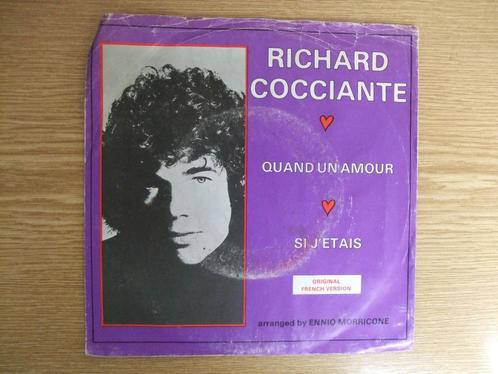 RICHARD
COCCIANTE
QUAND UN AMOUR
SI J'ETAIS
ORIGINAL
FRENCH VERSION
arranged by ENNIO MORRICONE